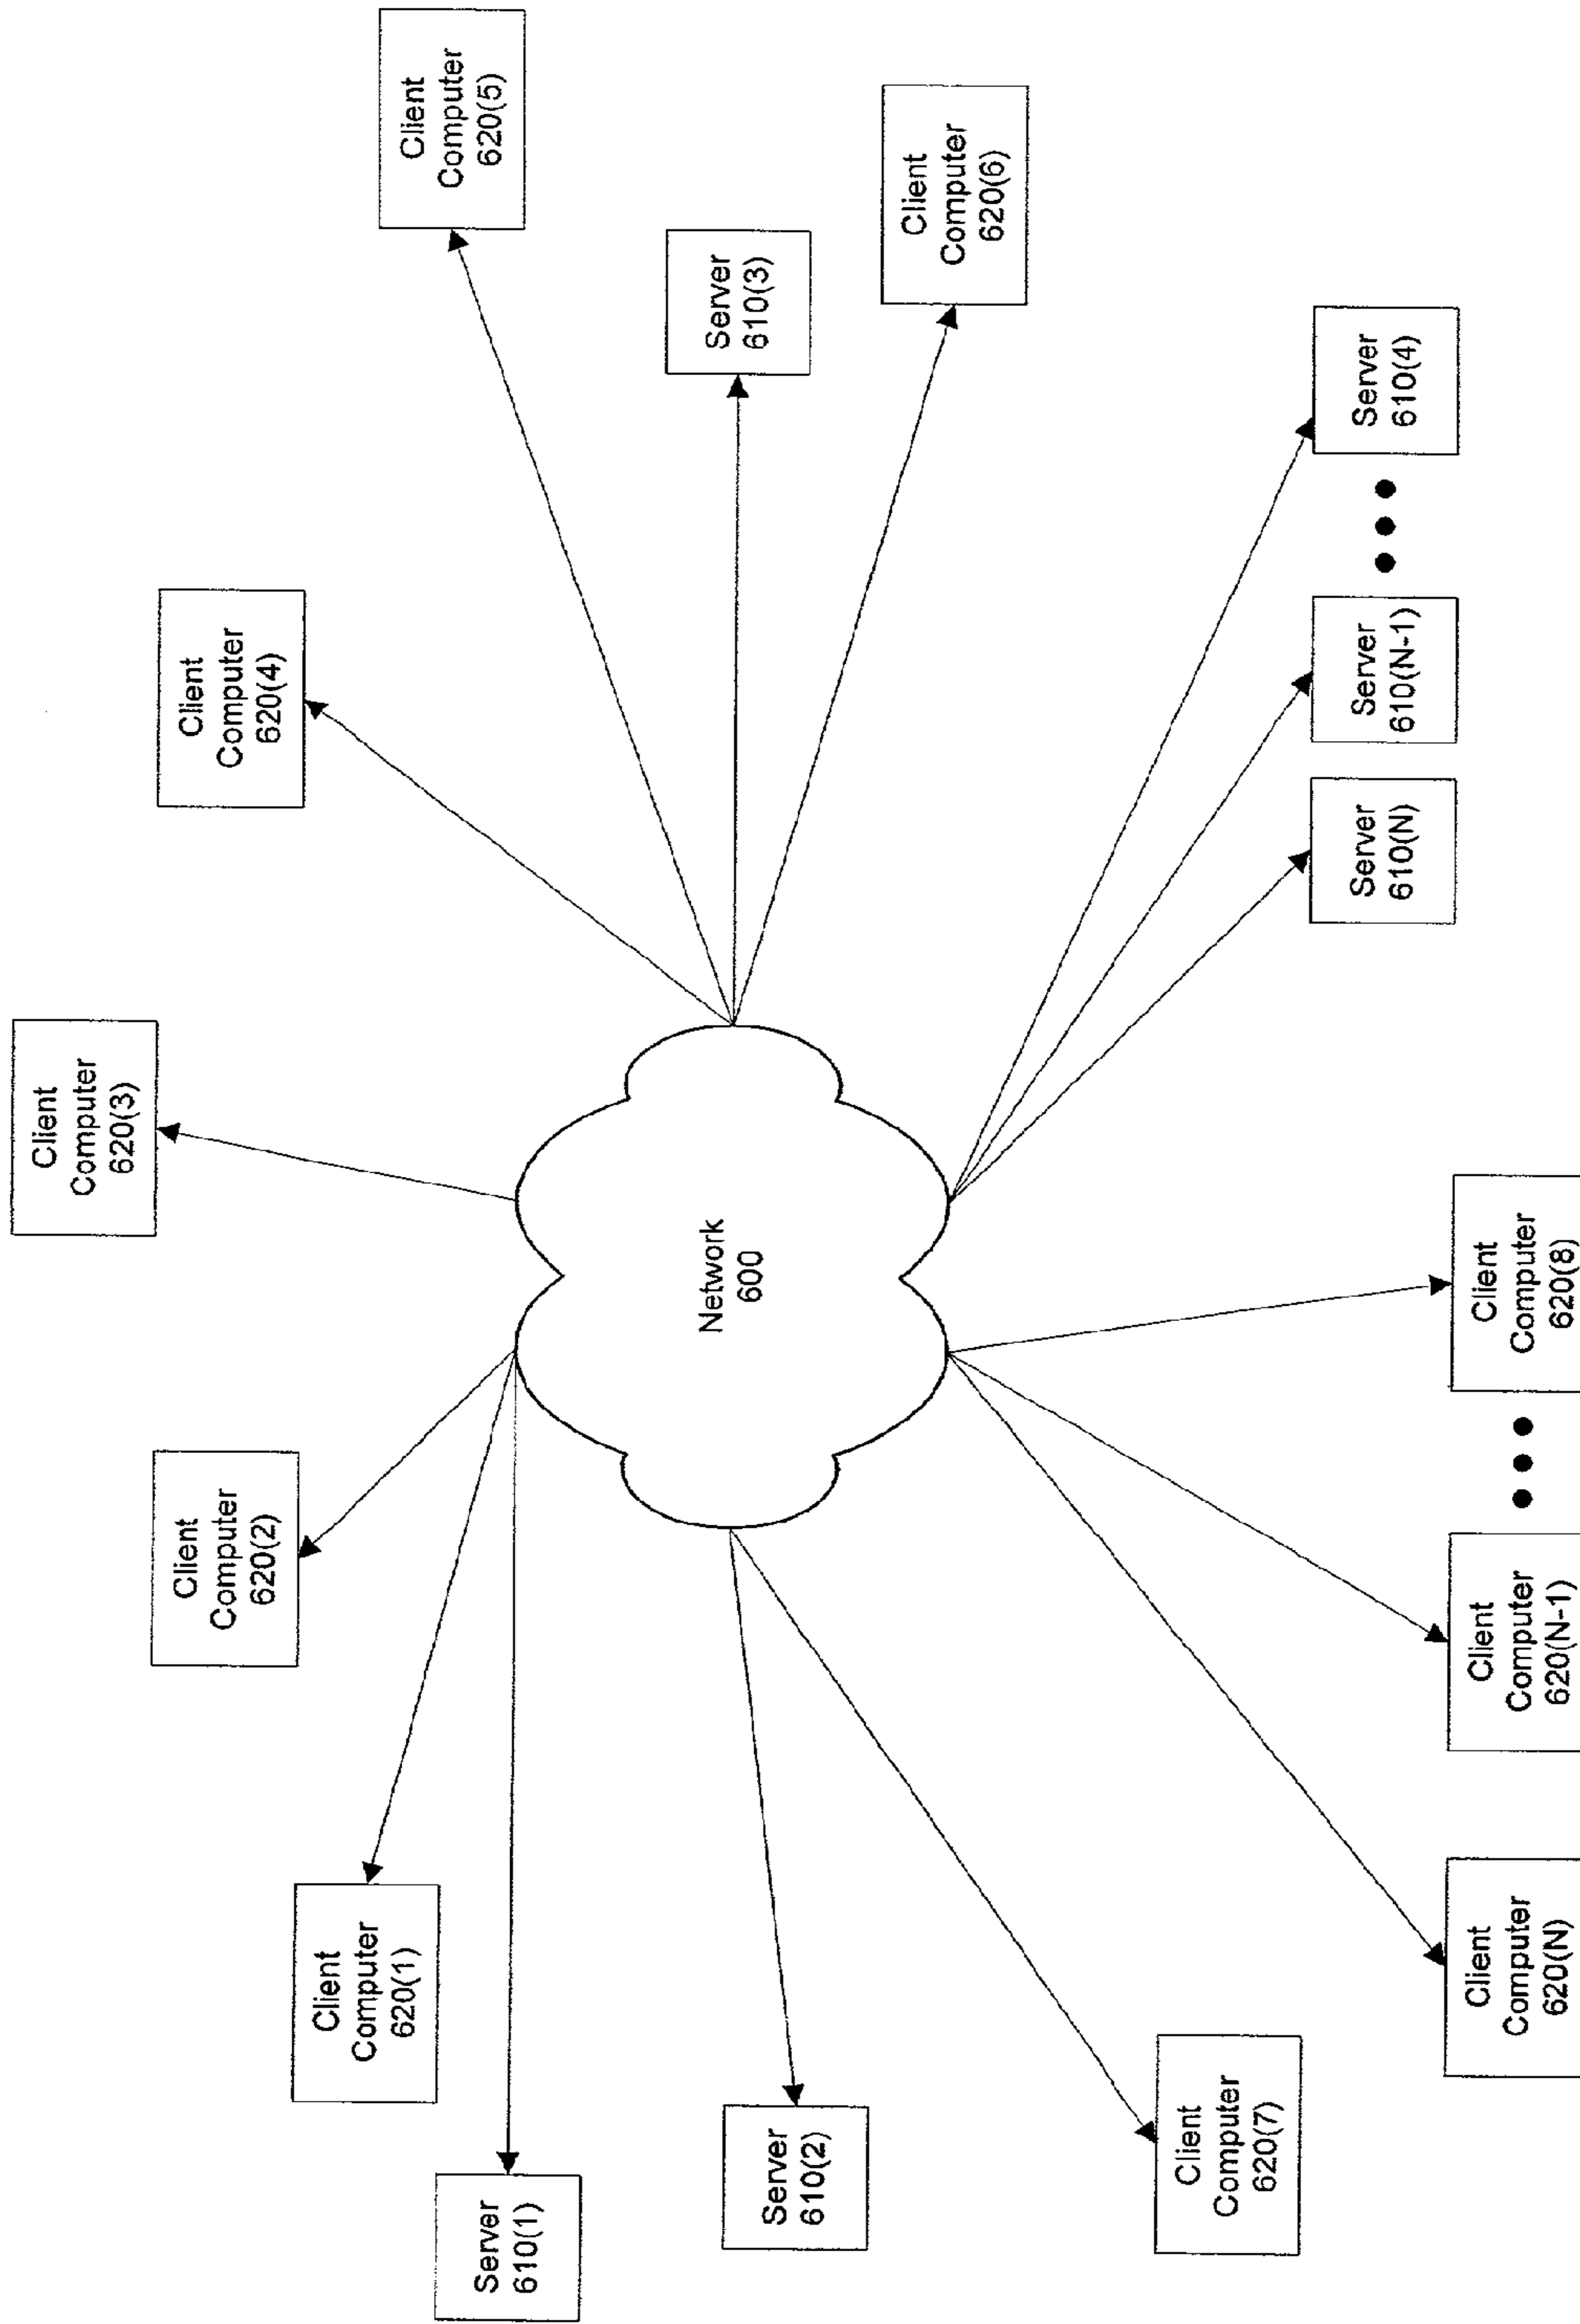 Client
Computer
620(3)
Client
Computer
620(2)
Client
Computer
620(4)
Client
Computer
620(1)
Client
Computer
620(5)
Server
610(1)
Server
610(2)
Network
600
Server
610(3)
Client
Computer
620(6)
Client
Computer
620(7)
Client
Computer
620(N)
Client
Computer
620(N-1)
Client
Computer
620(8)
Server
610(N)
Server
610(N-1)
Server
610(4)